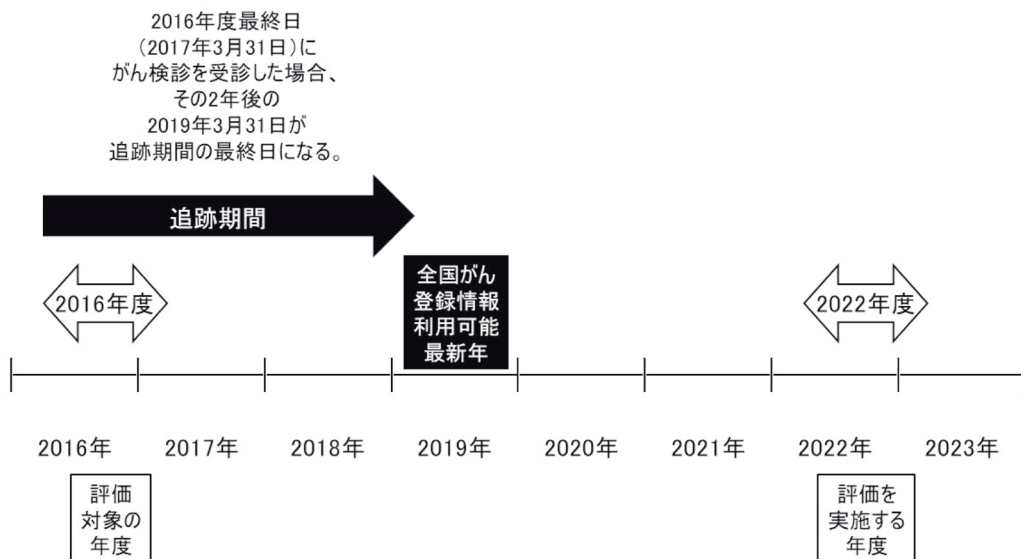 2016年度最終日
（2017年3月31日）に
がん検診を受診した場合、
その2年後の
2019年3月31日が
追跡期間の最終日になる。
追跡期間
全国がん
登録情報
利用可能
最新年
2016年度
2022年度
2016年
2017年
2018年
2019年
2020年
2021年
2022年
2023年
評価
対象の
年度
評価を
実施する
年度